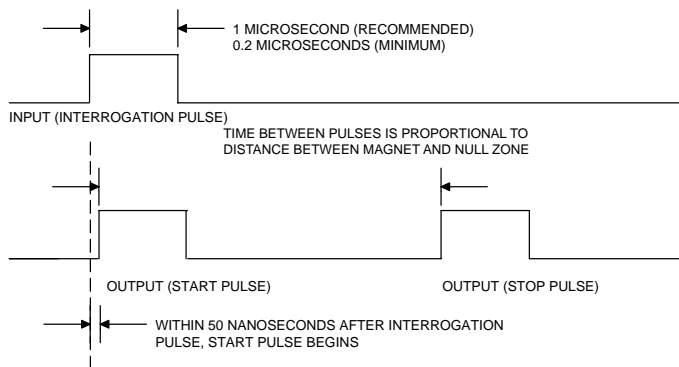 1 MICROSECOND (RECOMMENDED)
0.2 MICROSECONDS (MINIMUM)
INPUT (INTERROGATION PULSE)
TIME BETWEEN PULSES IS PROPORTIONAL TO
DISTANCE BETWEEN MAGNET AND NULL ZONE
OUTPUT (START PULSE)
OUTPUT (STOP PULSE)
WITHIN 50 NANOSECONDS AFTER INTERROGATION
PULSE, START PULSE BEGINS